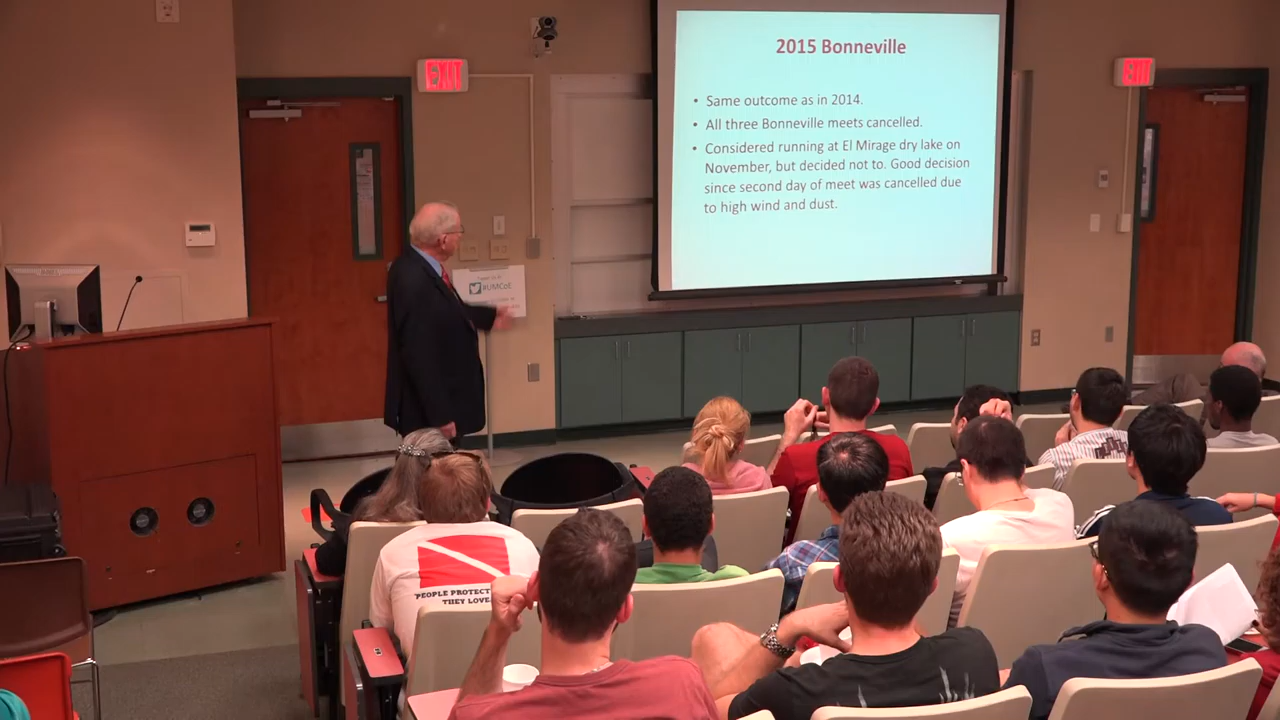 2015 Bonneville
• Same outcome as in 2014.
• All three Bonneville meets cancelled.
• Considered running at El Mirage dry lake on
November, but decided not to. Good decision
since second day of meet was cancelled due
to high wind and dust.
EXIT
EXIT
#UMCoE
PEOPLE PROTECT
THEY LOVE